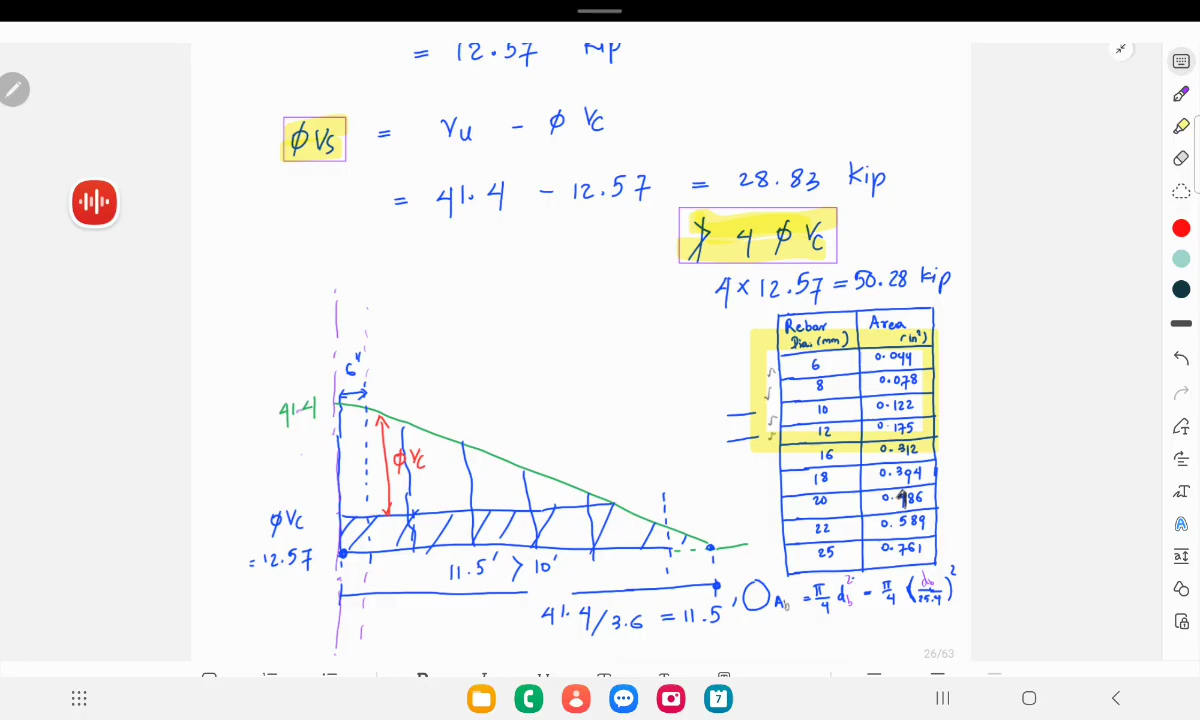 = 12.57 Kip
φVs = Vu - φ Vc
= 41.4 - 12.57 = 28.83 Kip
≯ 4 φ Vc
4 × 12.57 = 50.28 kip
Rebar Dia. (mm) Area (in²)
6 0.044
8 0.078
10 0.122
12 0.175
16 0.312
18 0.394
20 0.486
22 0.589
25 0.761
6"
41.4
φVc
φVc
= 12.57
11.5' > 10'
41.4/3.6 = 11.5'
Ab = π/4 db² = π/4 (db/25.4)²
26/63
7